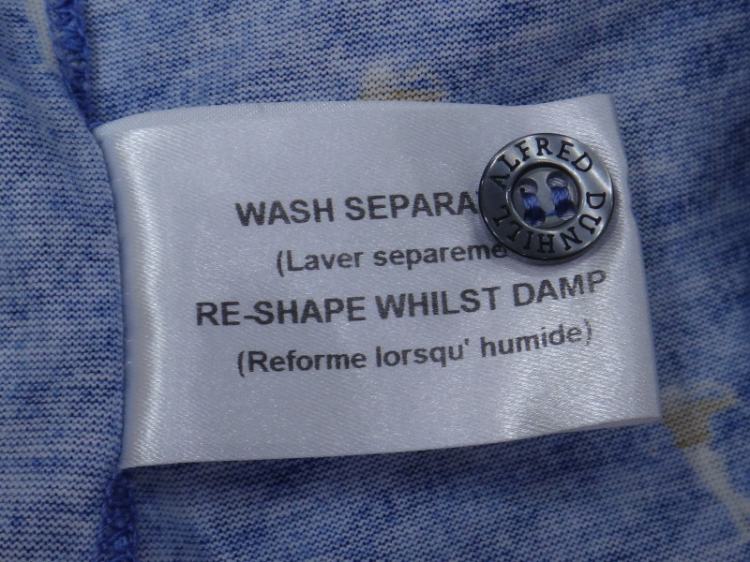 WASH SEPARA
(Laver separeme
RE-SHAPE WHILST DAMP
(Reforme lorsqu' humide)
ALFRED DUNHILL